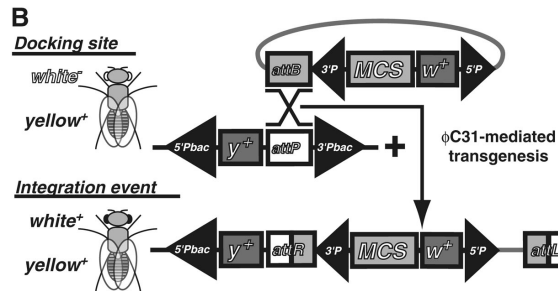 B
Docking site
white-
yellow+
attB 3'P MCS w+ 5'P
5'Pbac y+ attP 3'Pbac +
ϕC31-mediated
transgenesis
Integration event
white+
yellow+
5'Pbac y+ attR 3'P MCS w+ 5'P attL